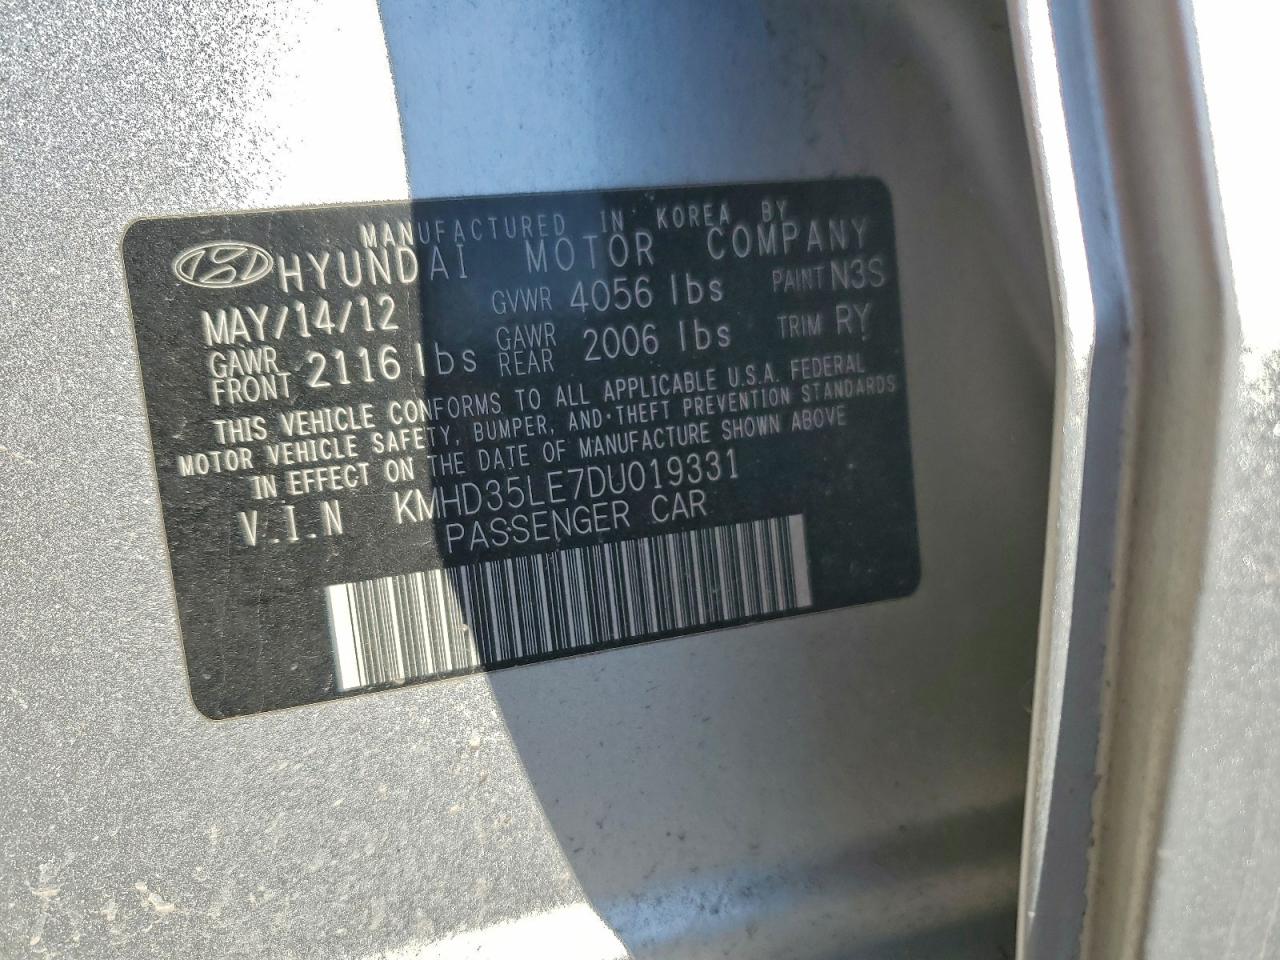 MANUFACTURED IN KOREA BY
HYUNDAI MOTOR COMPANY
MAY/14/12 GVWR 4056 lbs PAINT N3S
GAWR FRONT 2116 lbs GAWR REAR 2006 lbs TRIM RY
THIS VEHICLE CONFORMS TO ALL APPLICABLE U.S.A. FEDERAL
MOTOR VEHICLE SAFETY, BUMPER, AND·THEFT PREVENTION STANDARDS
IN EFFECT ON THE DATE OF MANUFACTURE SHOWN ABOVE
V.I.N KMHD35LE7DU019331
PASSENGER CAR